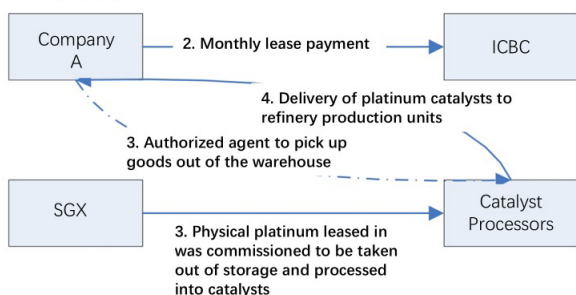 Company
A
2. Monthly lease payment
ICBC
4. Delivery of platinum catalysts to
refinery production units
3. Authorized agent to pick up
goods out of the warehouse
SGX
Catalyst
Processors
3. Physical platinum leased in
was commissioned to be taken
out of storage and processed
into catalysts